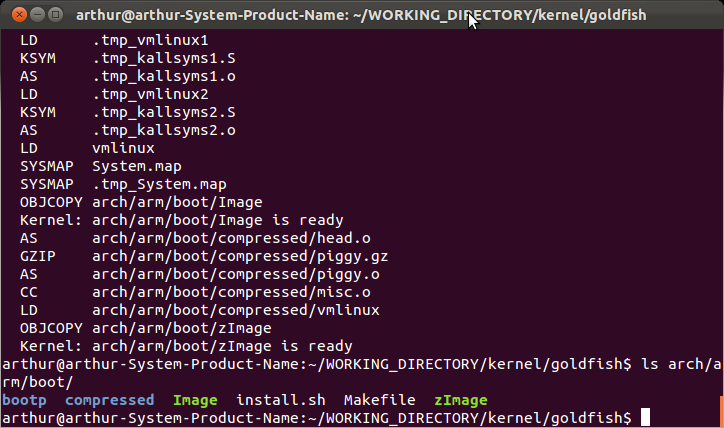 arthur@arthur-System-Product-Name: ~/WORKING_DIRECTORY/kernel/goldfish
LD      .tmp_vmlinux1
KSYM    .tmp_kallsyms1.S
AS      .tmp_kallsyms1.o
LD      .tmp_vmlinux2
KSYM    .tmp_kallsyms2.S
AS      .tmp_kallsyms2.o
LD      vmlinux
SYSMAP  System.map
SYSMAP  .tmp_System.map
OBJCOPY arch/arm/boot/Image
Kernel: arch/arm/boot/Image is ready
AS      arch/arm/boot/compressed/head.o
GZIP    arch/arm/boot/compressed/piggy.gz
AS      arch/arm/boot/compressed/piggy.o
CC      arch/arm/boot/compressed/misc.o
LD      arch/arm/boot/compressed/vmlinux
OBJCOPY arch/arm/boot/zImage
Kernel: arch/arm/boot/zImage is ready
arthur@arthur-System-Product-Name:~/WORKING_DIRECTORY/kernel/goldfish$ ls arch/a
rm/boot/
bootp  compressed  Image  install.sh  Makefile  zImage
arthur@arthur-System-Product-Name:~/WORKING_DIRECTORY/kernel/goldfish$